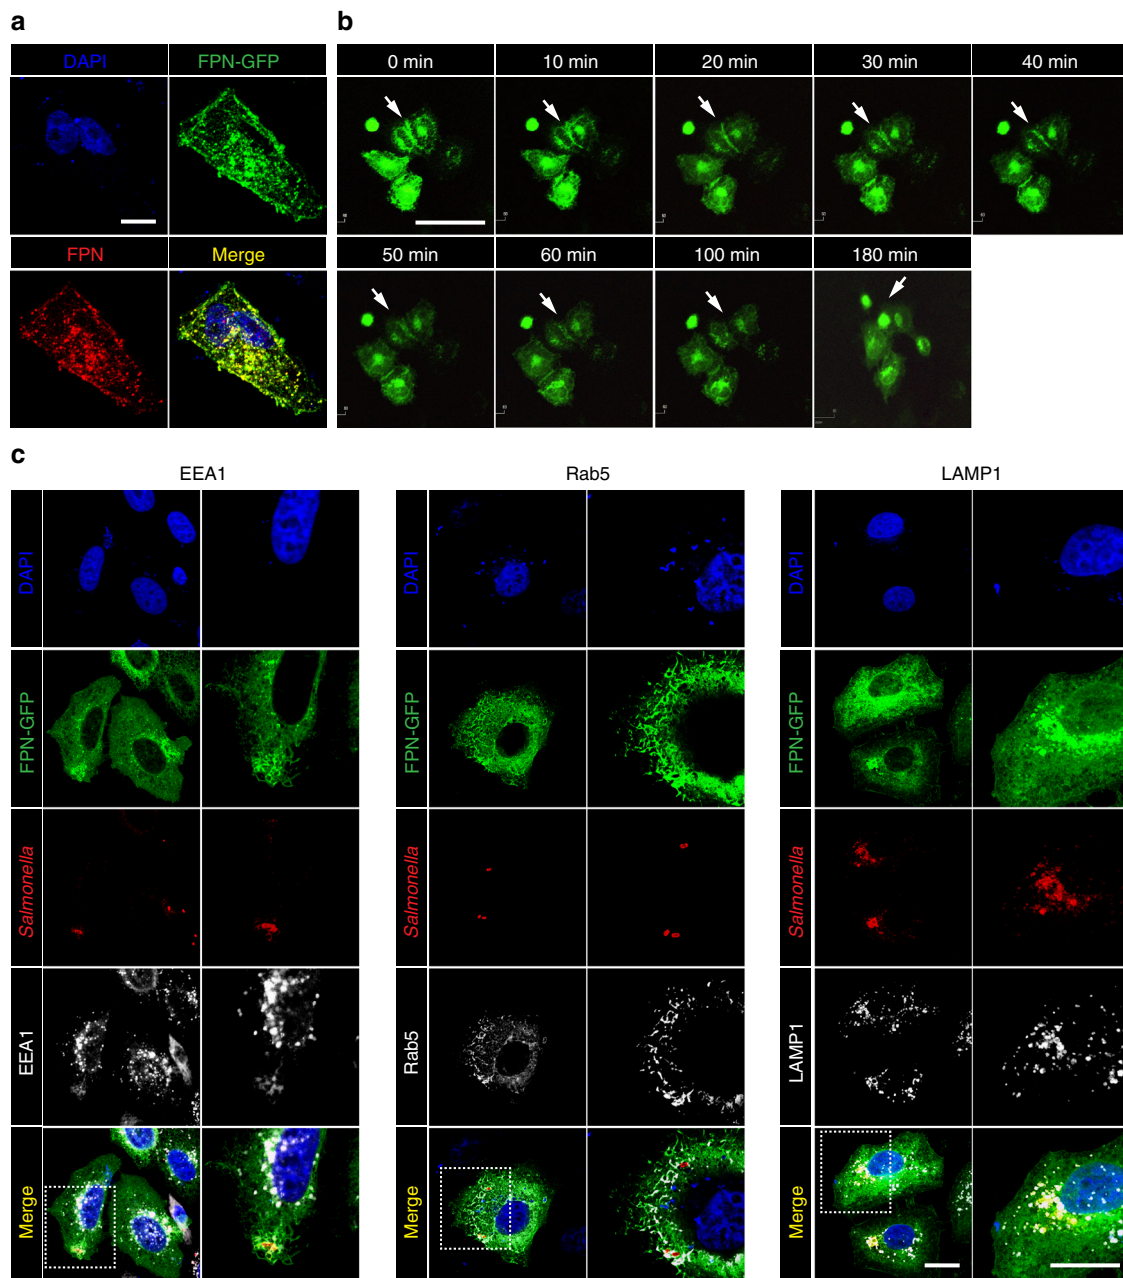 a
b
DAPI
FPN-GFP
0 min
10 min
20 min
30 min
40 min
FPN
Merge
50 min
60 min
100 min
180 min
c
EEA1
Rab5
LAMP1
DAPI
DAPI
DAPI
FPN-GFP
FPN-GFP
FPN-GFP
Salmonella
Salmonella
Salmonella
EEA1
Rab5
LAMP1
Merge
Merge
Merge